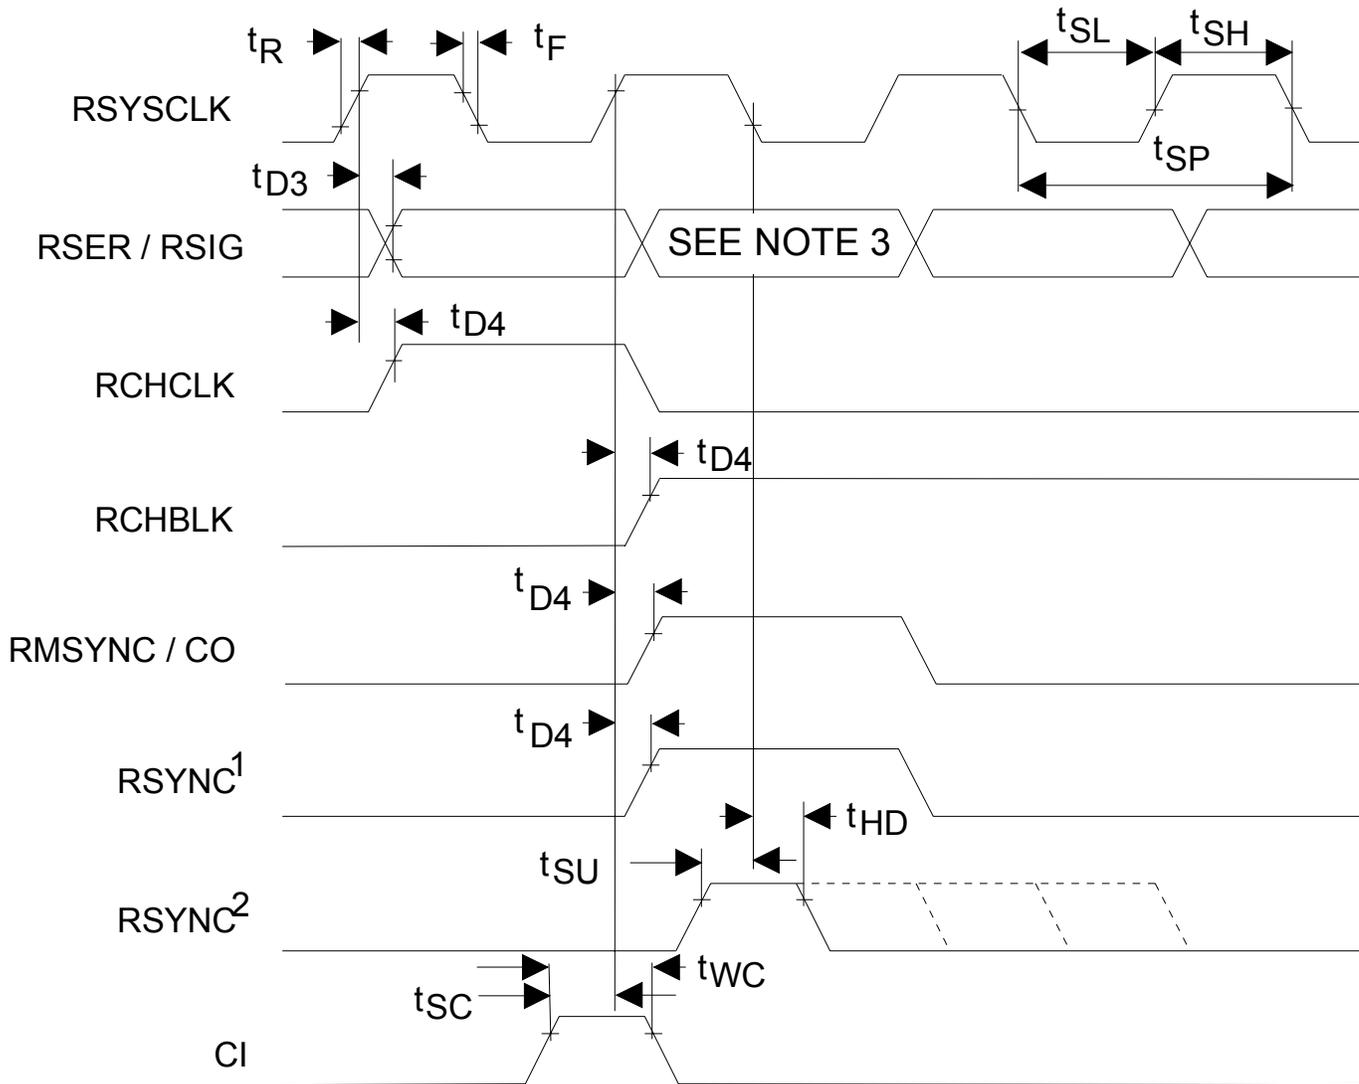 tR
tF
tSL
tSH
RSYSCLK
tSP
tD3
RSER / RSIG
SEE NOTE 3
tD4
RCHCLK
tD4
RCHBLK
tD4
RMSYNC / CO
tD4
RSYNC1
tHD
tSU
RSYNC2
tWC
tSC
CI